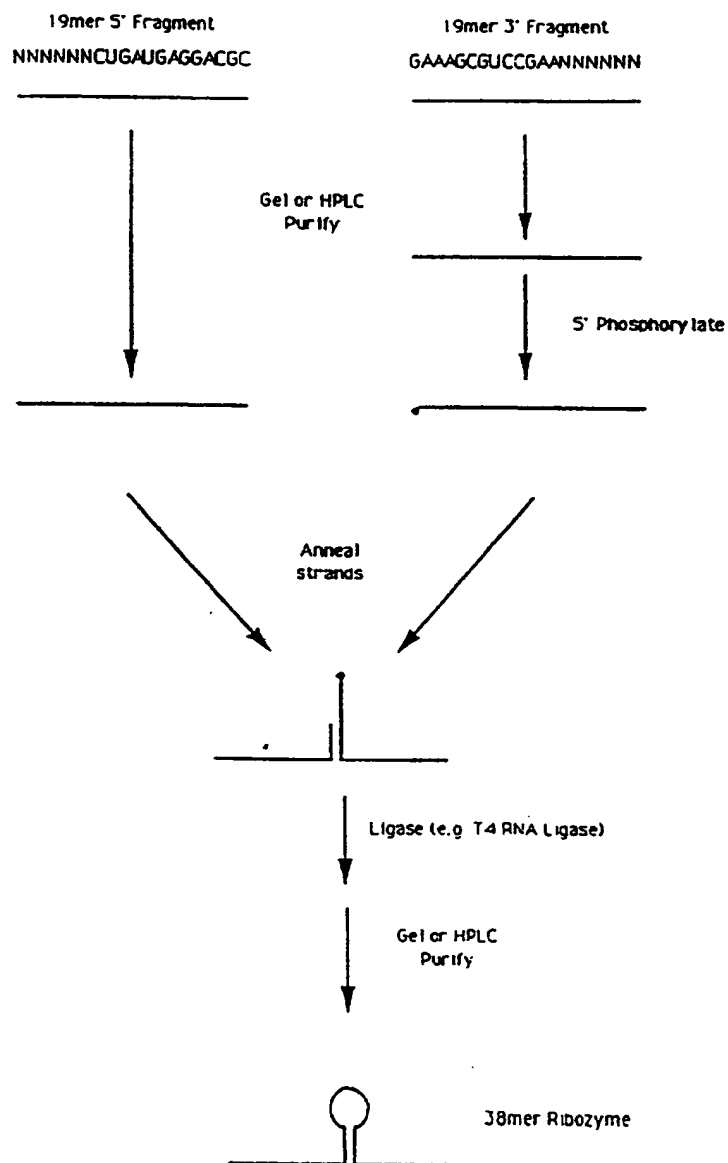 19mer 5' Fragment
NNNNNNCUGAUGAGGACGC
19mer 3' Fragment
GAAAGCGUCCGAANNNNNN
Gel or HPLC
Purify
5' Phosphorylate
Anneal
strands
Ligase (e.g T4 RNA Ligase)
Gel or HPLC
Purify
38mer Ribozyme